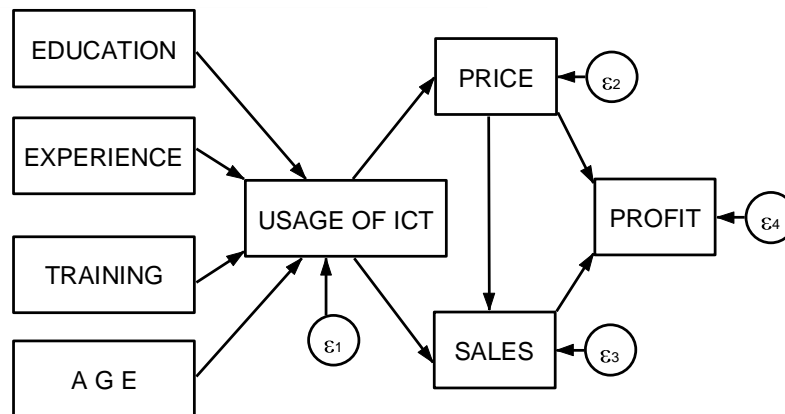 EDUCATION
EXPERIENCE
TRAINING
A G E
USAGE OF ICT
ε1
PRICE
ε2
SALES
ε3
PROFIT
ε4